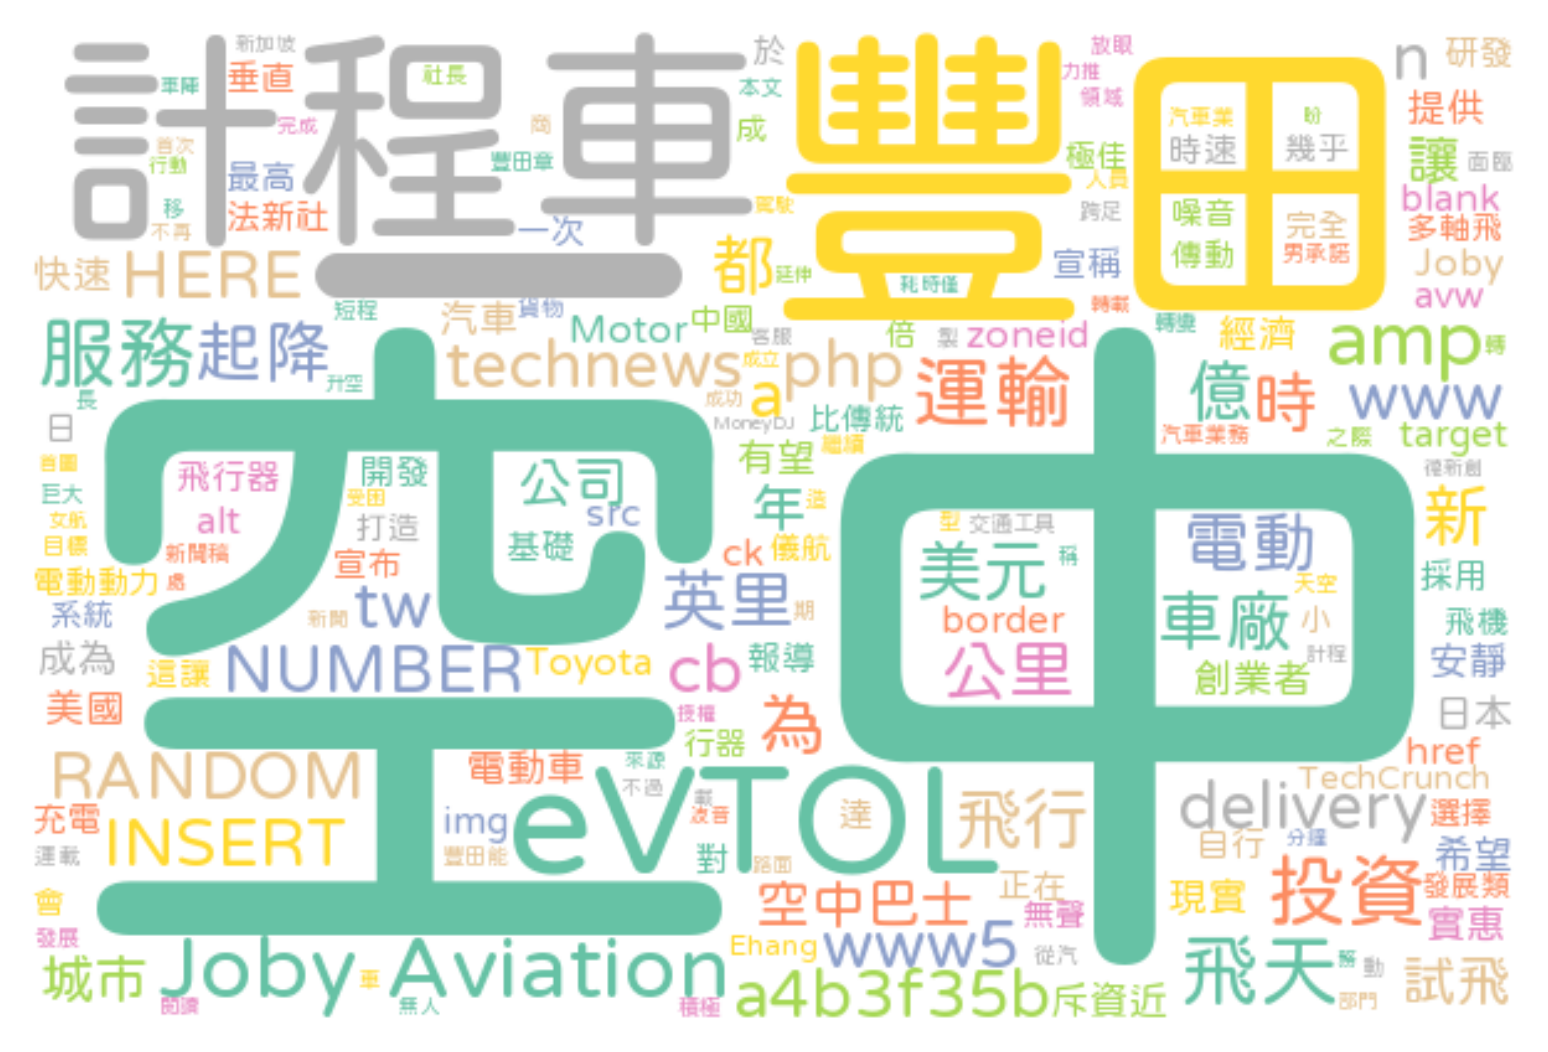 計程車
豐田
空中
新加坡
車陣
垂直
社長
完成
首次
行動
最高
移
不再
法新社
商
豐田章
一次
於
本文
成
駕駛
放眼
力推
領域
極佳
人員
跨足
宣稱
汽車業
時速
盼
幾乎
噪音
傳動
完全
男承諾
n
研發
提供
讓
面臨
blank
多軸飛
Joby
avw
快速
HERE
都
延伸
耗時僅
轉載
短程
汽車
貨物
Motor
中國
客服
倍
製
zoneid
轉變
經濟
amp
轉
服務
起降
升空
長
technews
成立
php
成功
a
MoneyDJ
比傳統
運輸
億
時
www
汽車業務
之際
target
日
首圖
巨大
女航
目標
飛行器
alt
新聞稿
開發
受困
打造
宣布
公司
src
基礎
有望
繼續
年
造
ck
儀航
型
交通工具
美元
稱
電動
復新創
新
採用
電動動力
處
系統
新聞
tw
英里
期
border
車廠
天空
小
飛機
成為
這讓
NUMBER
Toyota
cb
報導
公里
創業者
計程
安靜
美國
授權
行器
為
日本
href
RANDOM
電動車
來源
不過
eVTOL
載
波音
達
飛行
TechCrunch
delivery
選擇
充電
INSERT
img
運載
豐田能
對
路面
自行
分鐘
希望
會
空中巴士
正在
無聲
現實
投資
發展類
實惠
發展
城市
Joby Aviation
Ehang
www5
從汽
飛天
務
動
試飛
閱讀
車
無人
積極
a4b3f35b
斥資近
部門